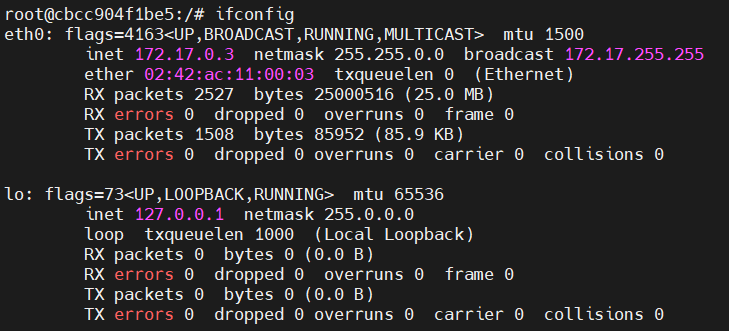 root@cbcc904f1be5:/# ifconfig
eth0: flags=4163<UP,BROADCAST,RUNNING,MULTICAST>  mtu 1500
        inet 172.17.0.3  netmask 255.255.0.0  broadcast 172.17.255.255
        ether 02:42:ac:11:00:03  txqueuelen 0  (Ethernet)
        RX packets 2527  bytes 25000516 (25.0 MB)
        RX errors 0  dropped 0  overruns 0  frame 0
        TX packets 1508  bytes 85952 (85.9 KB)
        TX errors 0  dropped 0 overruns 0  carrier 0  collisions 0

lo: flags=73<UP,LOOPBACK,RUNNING>  mtu 65536
        inet 127.0.0.1  netmask 255.0.0.0
        loop  txqueuelen 1000  (Local Loopback)
        RX packets 0  bytes 0 (0.0 B)
        RX errors 0  dropped 0  overruns 0  frame 0
        TX packets 0  bytes 0 (0.0 B)
        TX errors 0  dropped 0 overruns 0  carrier 0  collisions 0